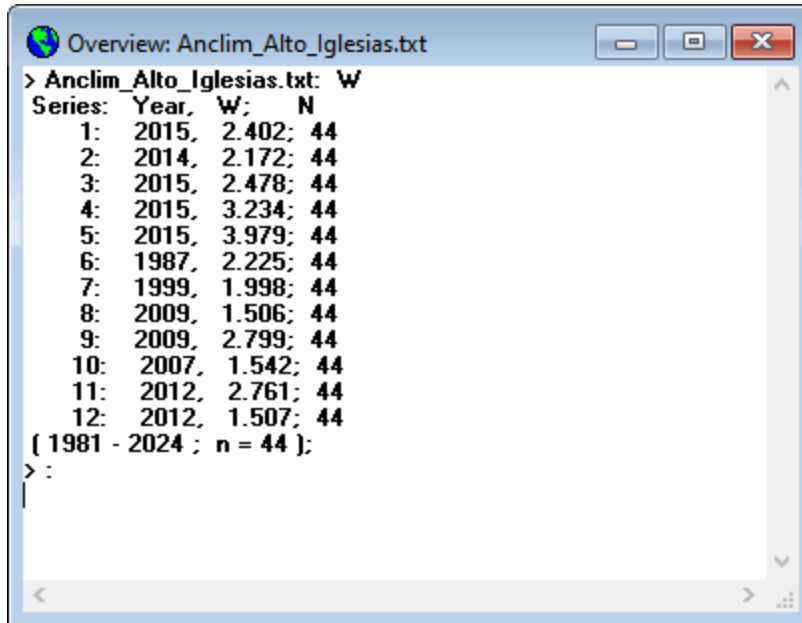 Overview: Anclim_Alto_Iglesias.txt
> Anclim_Alto_Iglesias.txt: W
Series: Year, W; N
1: 2015, 2.402; 44
2: 2014, 2.172; 44
3: 2015, 2.478; 44
4: 2015, 3.234; 44
5: 2015, 3.979; 44
6: 1987, 2.225; 44
7: 1999, 1.998; 44
8: 2009, 1.506; 44
9: 2009, 2.799; 44
10: 2007, 1.542; 44
11: 2012, 2.761; 44
12: 2012, 1.507; 44
( 1981 - 2024 ; n = 44 );
> :